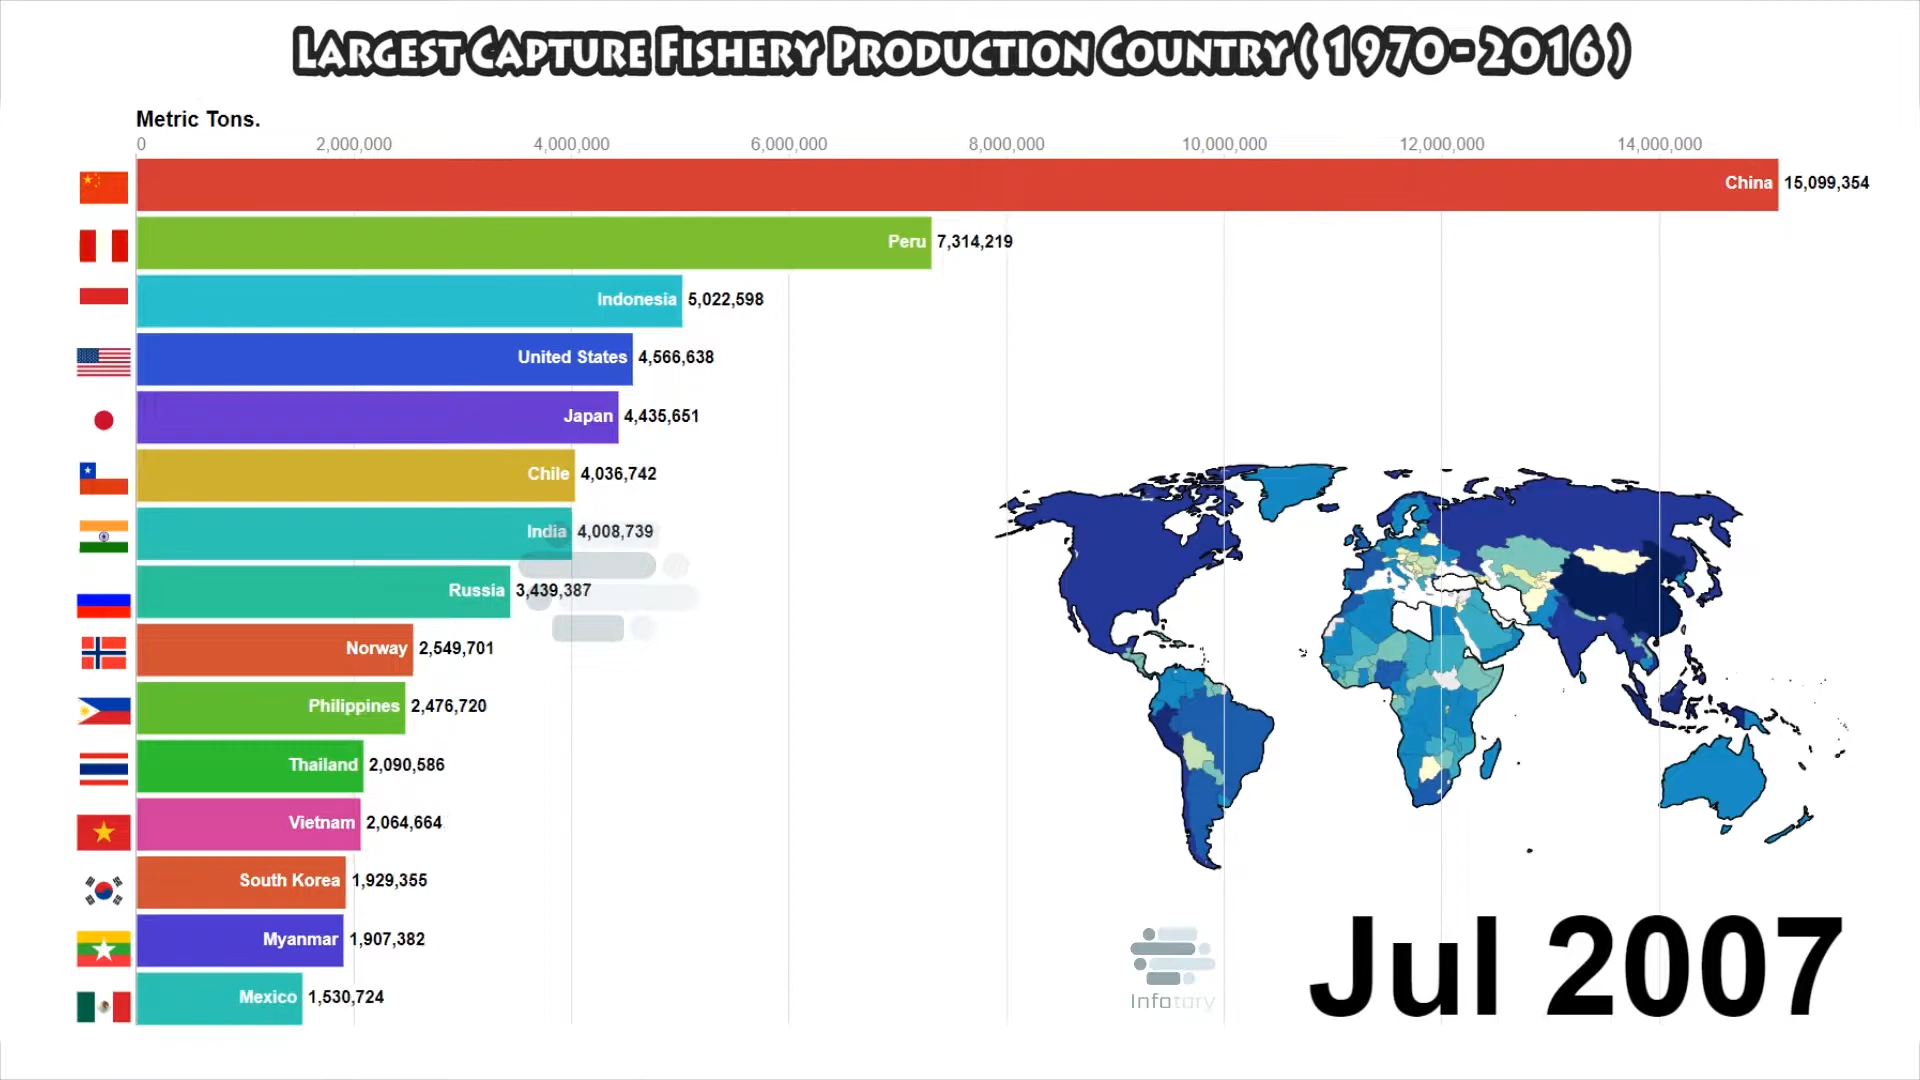 LARGEST CAPTURE FISHERY PRODUCTION COUNTRY ( 1970 - 2016 )
Metric Tons.
0 2,000,000 4,000,000 6,000,000 8,000,000 10,000,000 12,000,000 14,000,000
China 15,099,354
Peru 7,314,219
Indonesia 5,022,598
United States 4,566,638
Japan 4,435,651
Chile 4,036,742
India 4,008,739
Russia 3,439,387
Norway 2,549,701
Philippines 2,476,720
Thailand 2,090,586
Vietnam 2,064,664
South Korea 1,929,355
Myanmar 1,907,382
Mexico 1,530,724
Infotory
Jul 2007